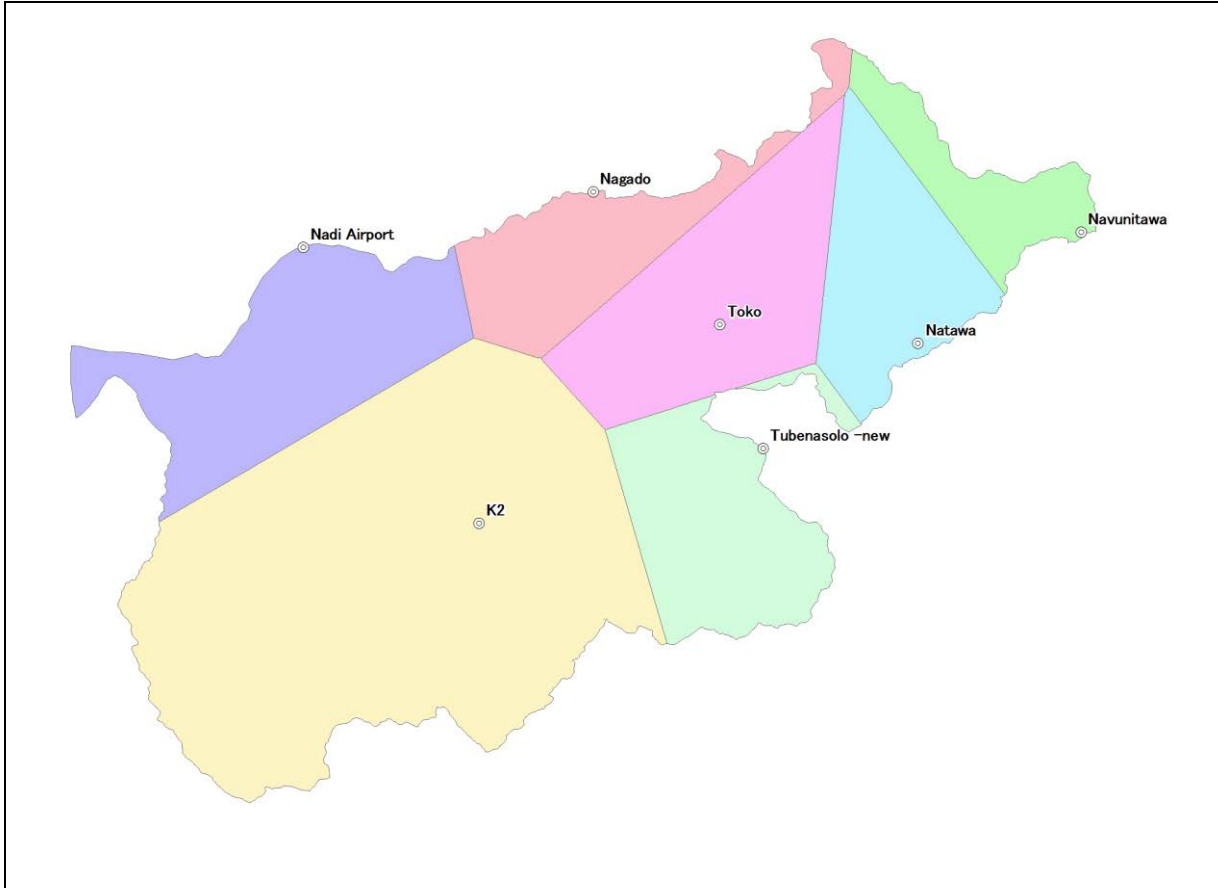 Nagado
Navunitawa
Nadi Airport
Toko
Natawa
Tubenasolo -new
K2